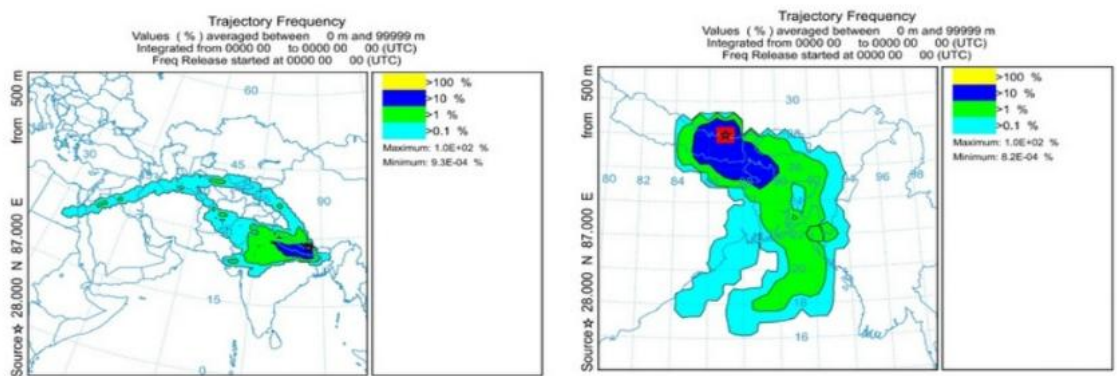 Trajectory Frequency
Values ( % ) averaged between 0 m and 99999 m
Integrated from 0000 00 to 0000 00 00 (UTC)
Freq Release started at 0000 00 00 (UTC)
Source ☆ 28.000 N 87.000 E from 500 m
60
30
45
90
15
0
>100 %
>10 %
>1 %
>0.1 %
Maximum: 1.0E+02 %
Minimum: 9.3E-04 %
Trajectory Frequency
Values ( % ) averaged between 0 m and 99999 m
Integrated from 0000 00 to 0000 00 00 (UTC)
Freq Release started at 0000 00 00 (UTC)
Source ☆ 28.000 N 87.000 E from 500 m
30
80
82
84
96
98
20
18
16
>100 %
>10 %
>1 %
>0.1 %
Maximum: 1.0E+02 %
Minimum: 8.2E-04 %